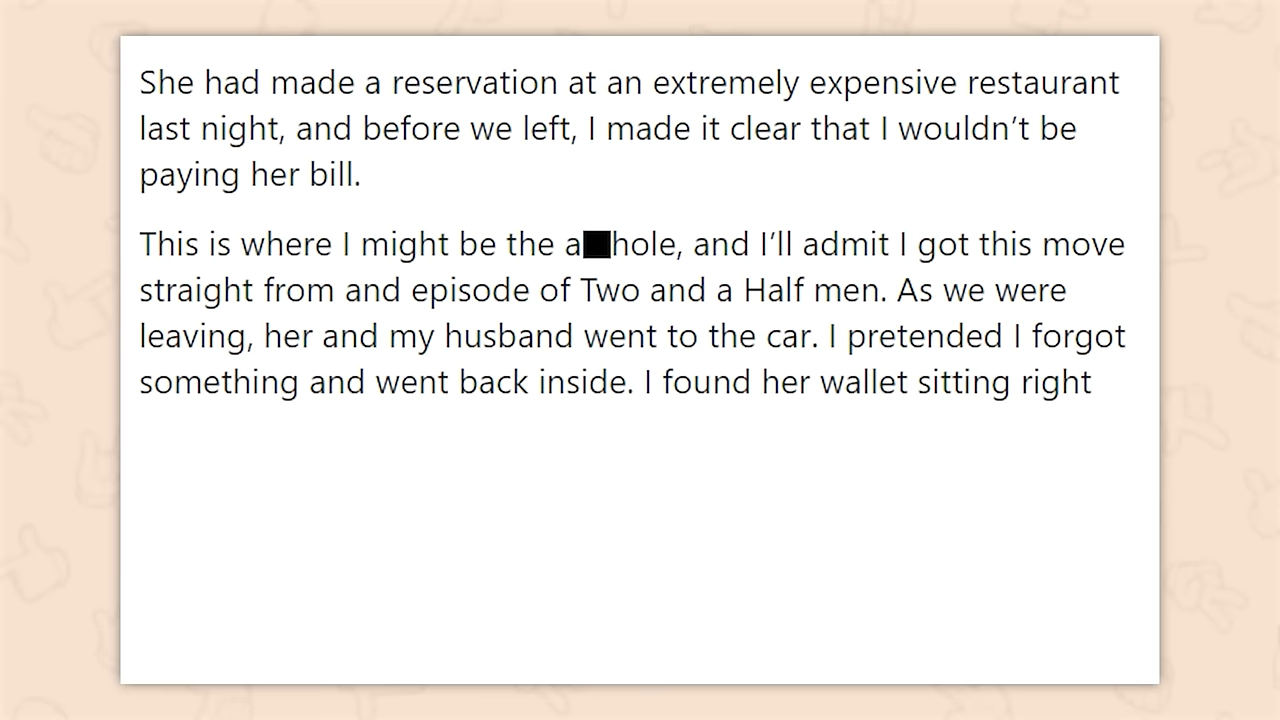 She had made a reservation at an extremely expensive restaurant
last night, and before we left, I made it clear that I wouldn’t be
paying her bill.
This is where I might be the a■hole, and I’ll admit I got this move
straight from and episode of Two and a Half men. As we were
leaving, her and my husband went to the car. I pretended I forgot
something and went back inside. I found her wallet sitting right